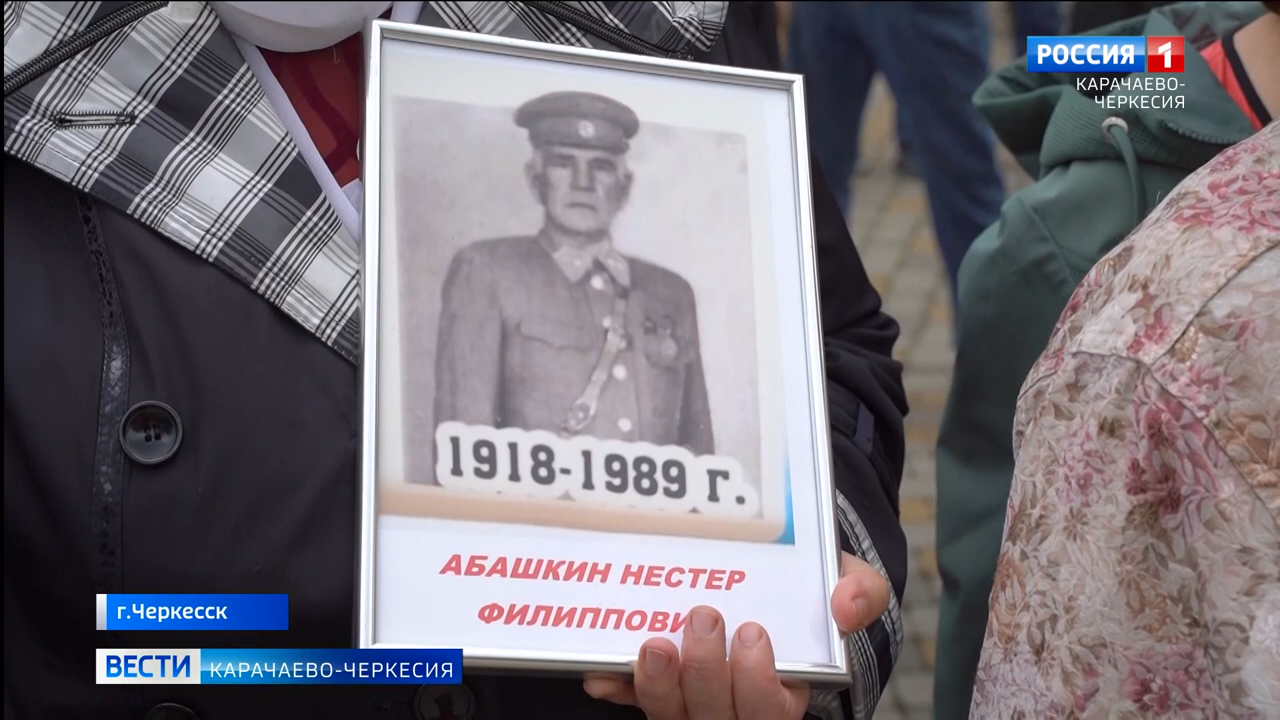 РОССИЯ 1
КАРАЧАЕВО-
ЧЕРКЕСИЯ
1918-1989 г.
АБАШКИН НЕСТЕР
ФИЛИППОВИ
г.Черкесск
ВЕСТИ КАРАЧАЕВО-ЧЕРКЕСИЯ